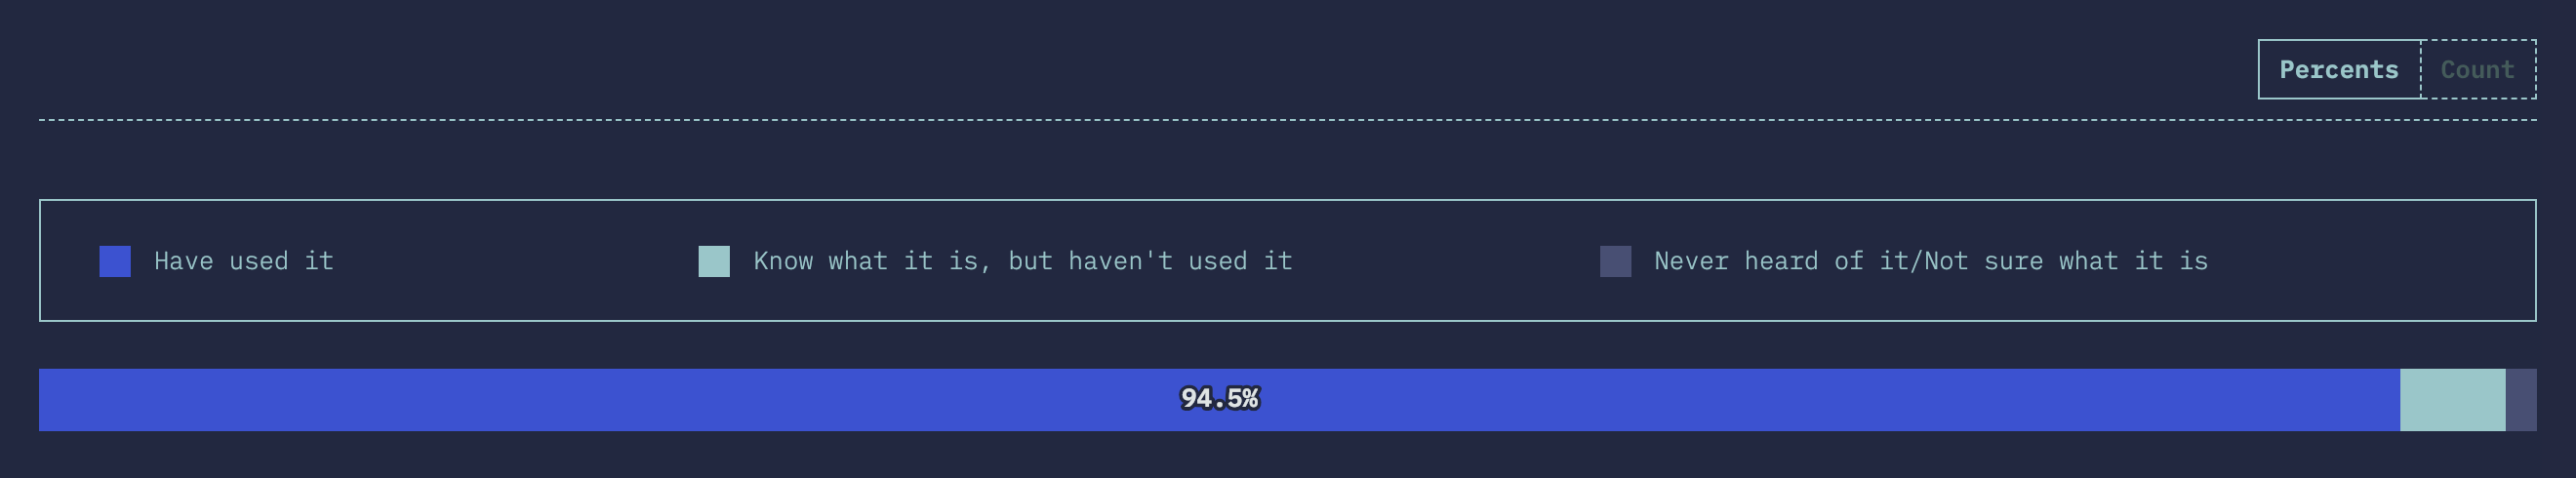 Percents Count
Have used it Know what it is, but haven't used it Never heard of it/Not sure what it is
94.5%